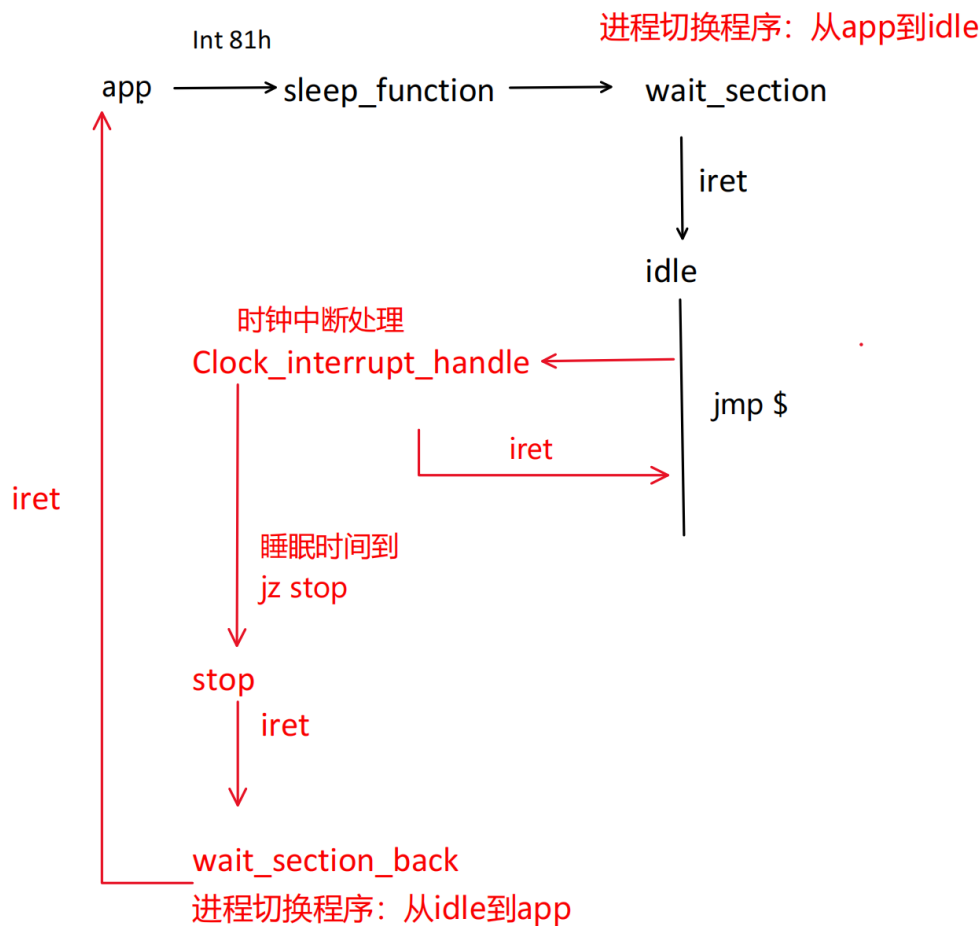 进程切换程序：从app到idle
Int 81h
app
sleep_function
wait_section
iret
idle
时钟中断处理
Clock_interrupt_handle
jmp $
iret
iret
睡眠时间到
jz stop
stop
iret
wait_section_back
进程切换程序：从idle到app